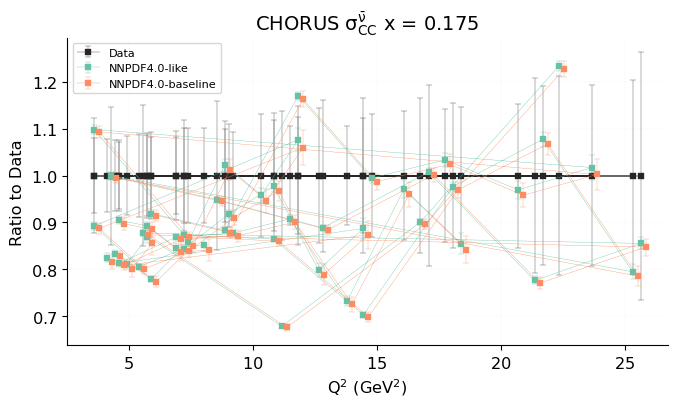 CHORUS σ^ν̄_CC x = 0.175
Data
NNPDF4.0-like
NNPDF4.0-baseline
Ratio to Data
1.2
1.1
1.0
0.9
0.8
0.7
5 10 15 20 25
Q² (GeV²)